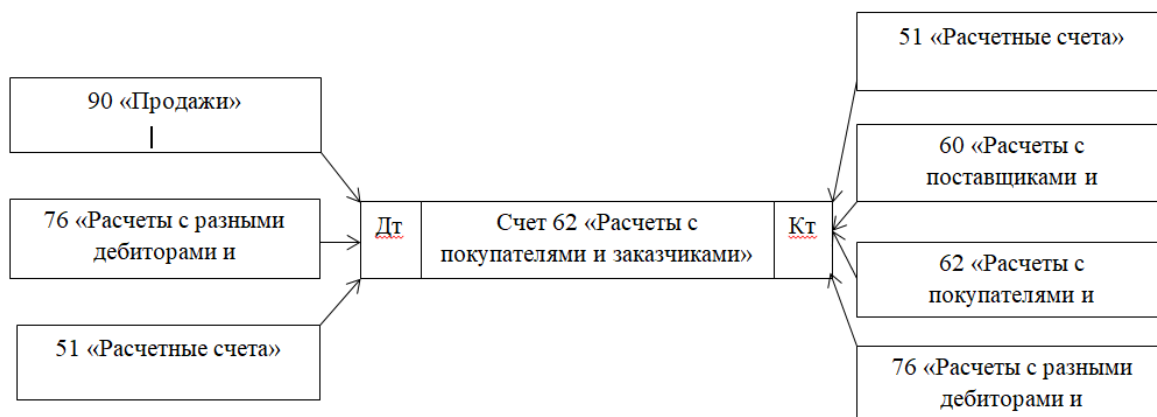 90 «Продажи»
76 «Расчеты с разными
дебиторами и
51 «Расчетные счета»
Дт
Счет 62 «Расчеты с
покупателями и заказчиками»
Кт
51 «Расчетные счета»
60 «Расчеты с
поставщиками и
62 «Расчеты с
покупателями и
76 «Расчеты с разными
дебиторами и